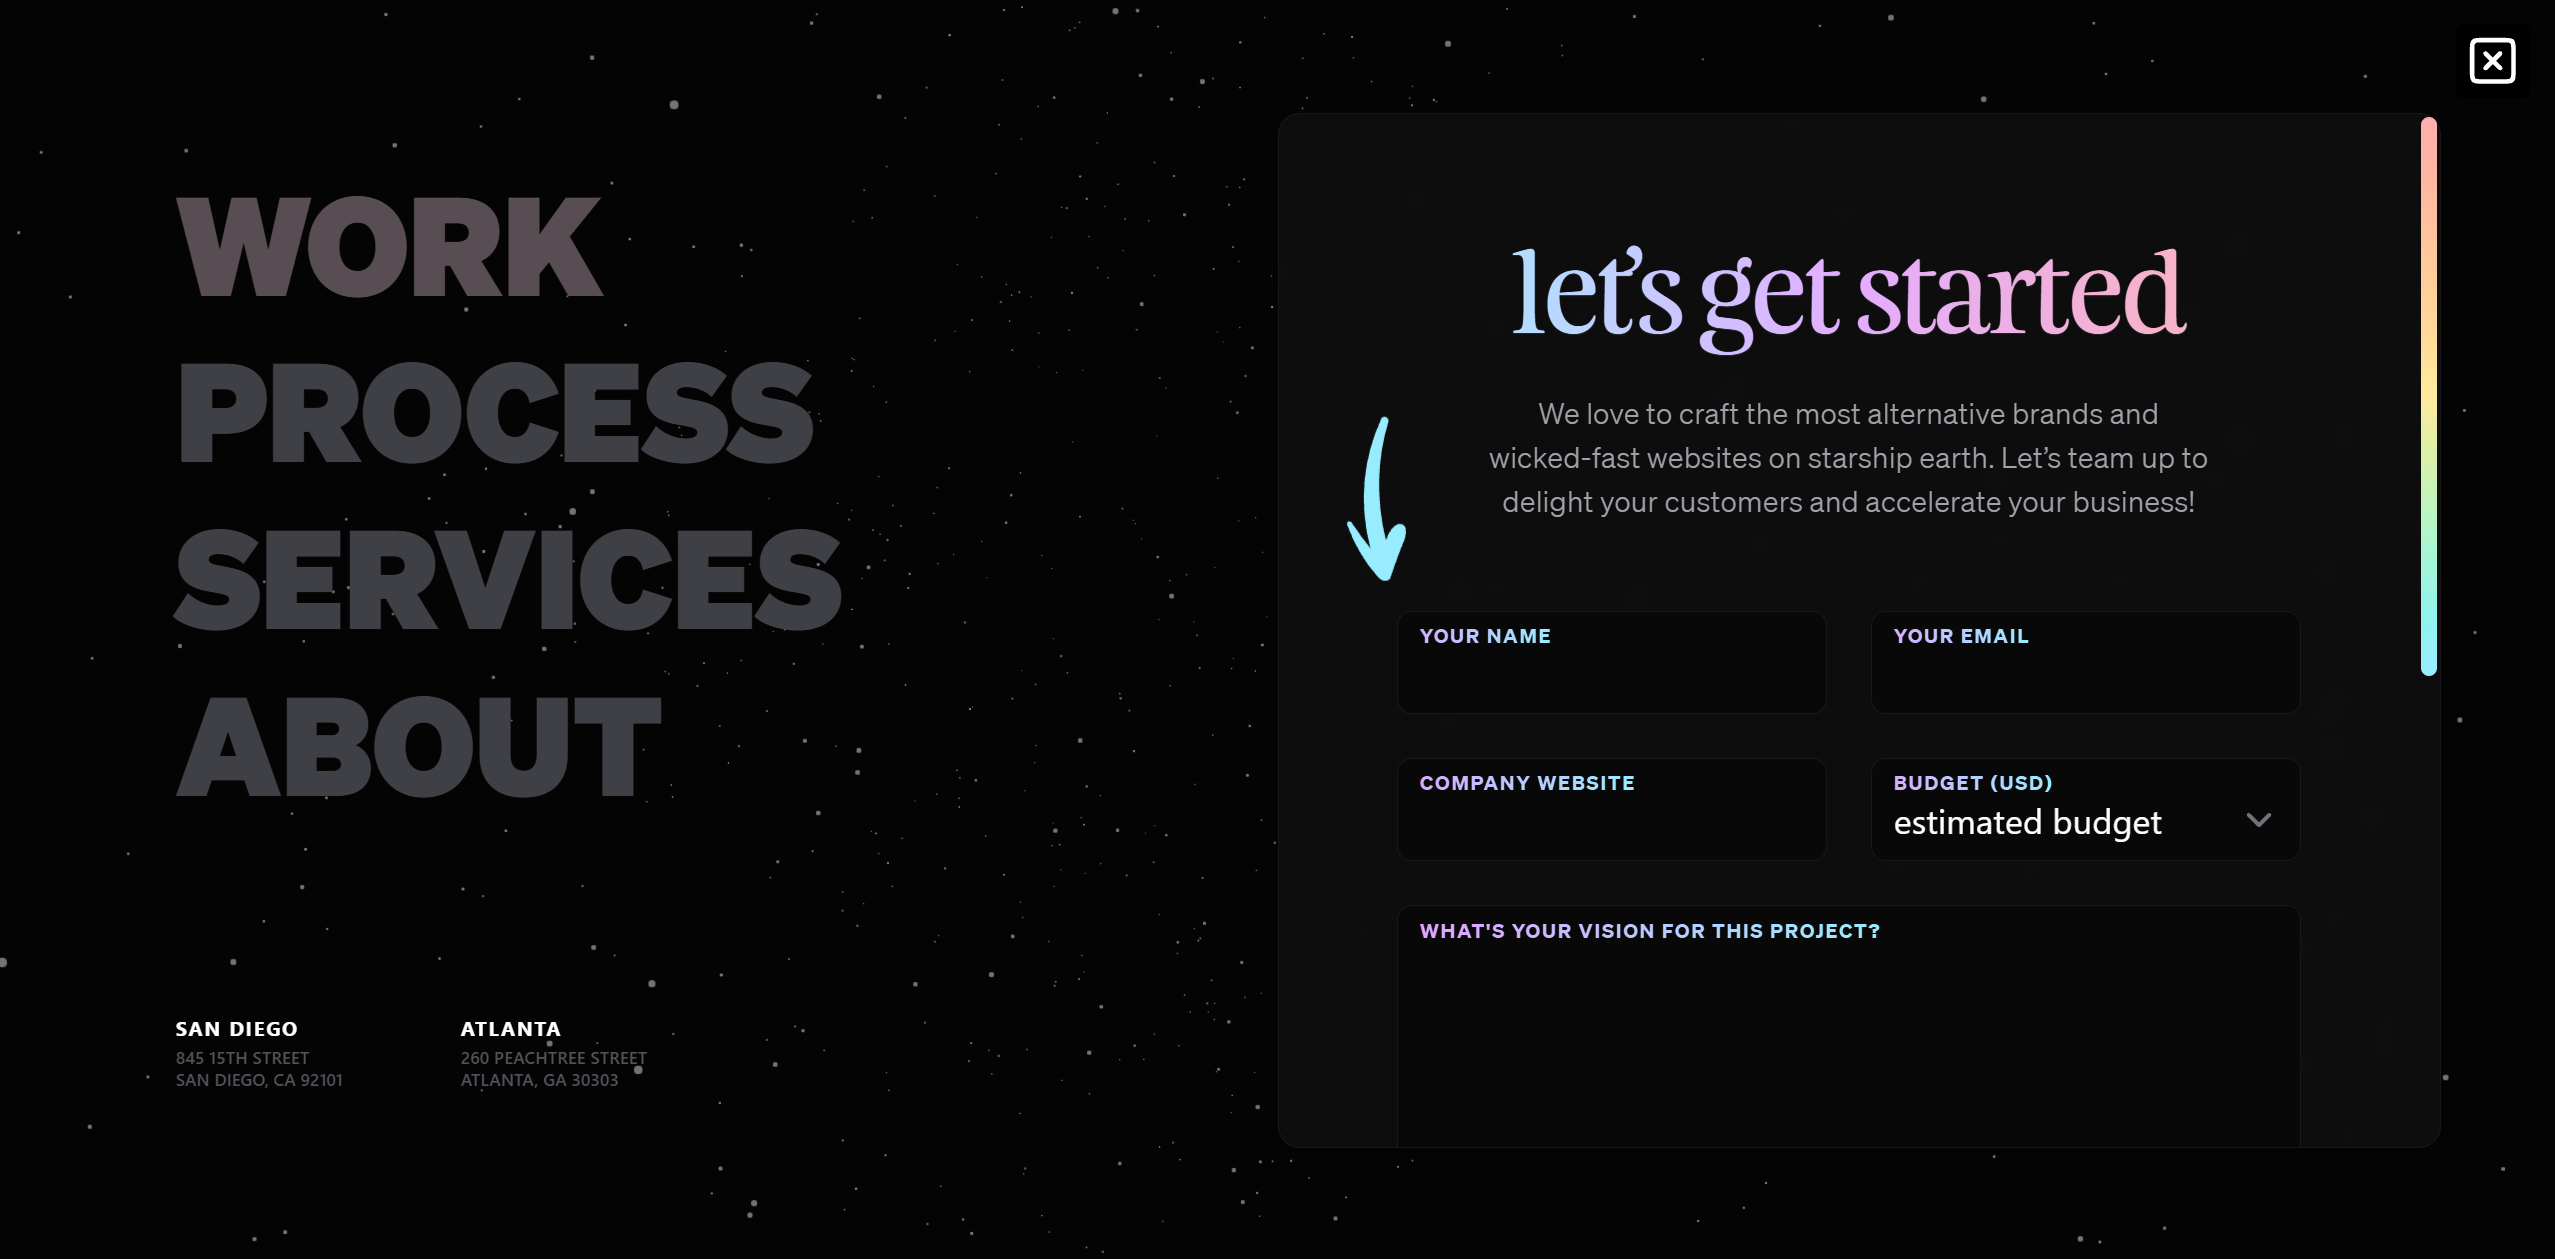 WORK
PROCESS
SERVICES
ABOUT
SAN DIEGO
845 15TH STREET
SAN DIEGO, CA 92101
ATLANTA
260 PEACHTREE STREET
ATLANTA, GA 30303
let’s get started
We love to craft the most alternative brands and
wicked-fast websites on starship earth. Let’s team up to
delight your customers and accelerate your business!
YOUR NAME
YOUR EMAIL
COMPANY WEBSITE
BUDGET (USD)
estimated budget
WHAT'S YOUR VISION FOR THIS PROJECT?